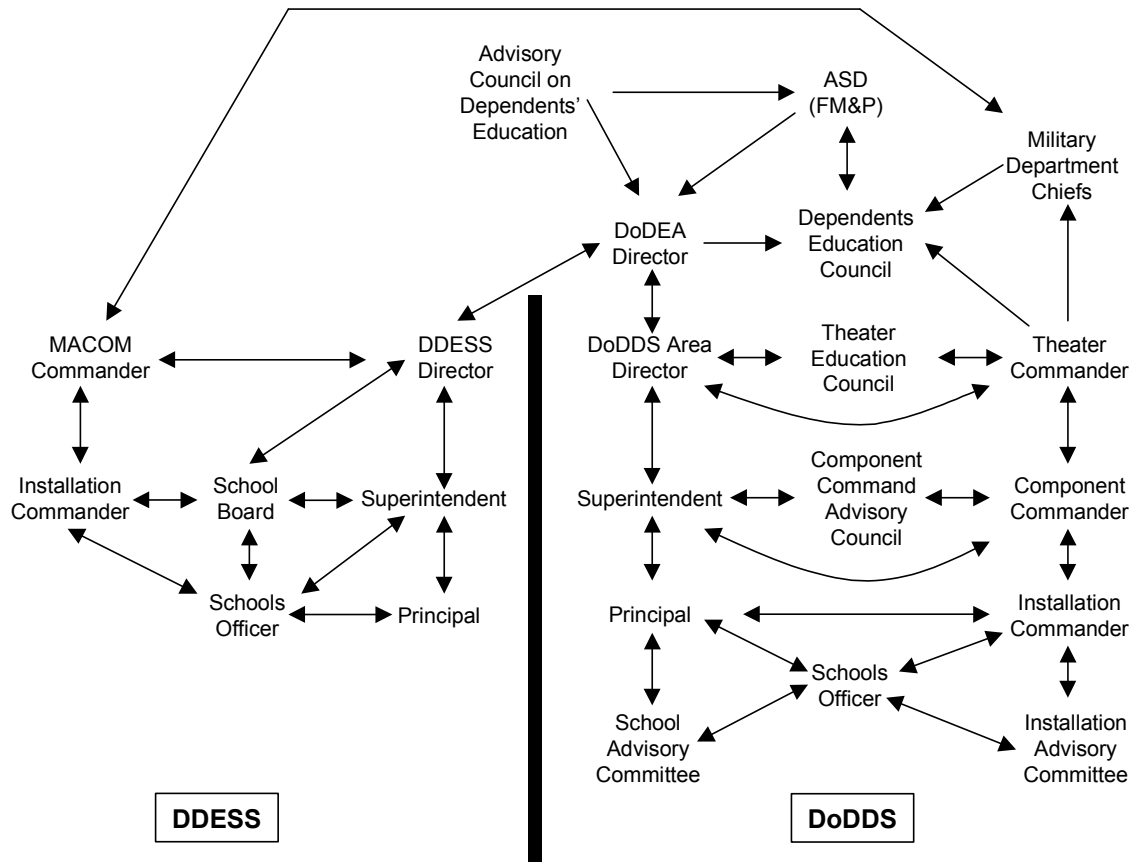 Advisory
Council on
Dependents’
Education
ASD
(FM&P)
Military
Department
Chiefs
DoDEA
Director
Dependents
Education
Council
MACOM
Commander
DDESS
Director
DoDDS Area
Director
Theater
Education
Council
Theater
Commander
Installation
Commander
School
Board
Superintendent
Superintendent
Component
Command
Advisory
Council
Component
Commander
Schools
Officer
Principal
Principal
Installation
Commander
Schools
Officer
School
Advisory
Committee
Installation
Advisory
Committee
DDESS
DoDDS